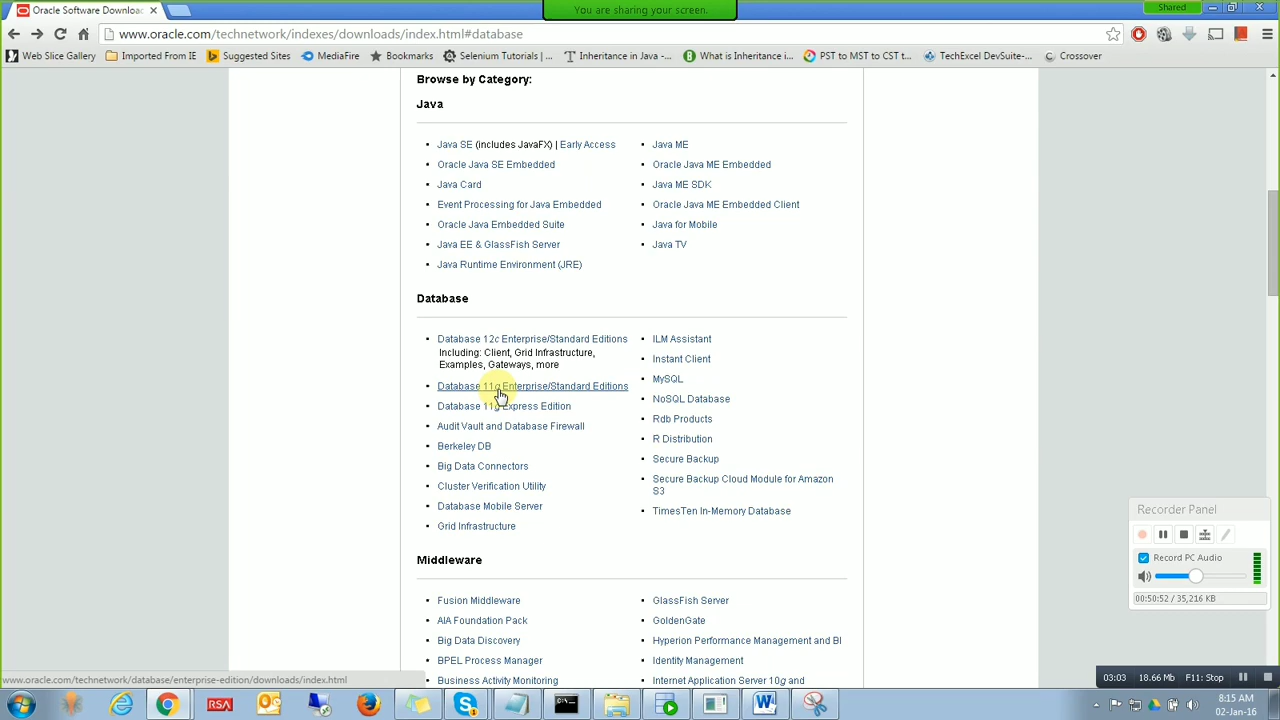 Oracle Software Downloa
You are sharing your screen.
Shared
www.oracle.com/technetwork/indexes/downloads/index.html#database
Web Slice Gallery
Imported From IE
Suggested Sites
MediaFire
Bookmarks
Selenium Tutorials |...
Inheritance in Java -...
What is Inheritance i...
PST to MST to CST t...
TechExcel DevSuite-...
Crossover
Browse by Category:
Java
Java SE (includes JavaFX) | Early Access
Oracle Java SE Embedded
Java Card
Event Processing for Java Embedded
Oracle Java Embedded Suite
Java EE & GlassFish Server
Java Runtime Environment (JRE)
Java ME
Oracle Java ME Embedded
Java ME SDK
Oracle Java ME Embedded Client
Java for Mobile
Java TV
Database
Database 12c Enterprise/Standard Editions
Including: Client, Grid Infrastructure,
Examples, Gateways, more
Database 11g Enterprise/Standard Editions
Database 11g Express Edition
Audit Vault and Database Firewall
Berkeley DB
Big Data Connectors
Cluster Verification Utility
Database Mobile Server
Grid Infrastructure
ILM Assistant
Instant Client
MySQL
NoSQL Database
Rdb Products
R Distribution
Secure Backup
Secure Backup Cloud Module for Amazon
S3
TimesTen In-Memory Database
Middleware
Fusion Middleware
AIA Foundation Pack
Big Data Discovery
BPEL Process Manager
Business Activity Monitoring
GlassFish Server
GoldenGate
Hyperion Performance Management and BI
Identity Management
Internet Application Server 10g and
Recorder Panel
Record PC Audio
00:50:52 / 35,216 KB
www.oracle.com/technetwork/database/enterprise-edition/downloads/index.html
03:03
18.66 Mb
F11: Stop
RSA
8:15 AM
02-Jan-16